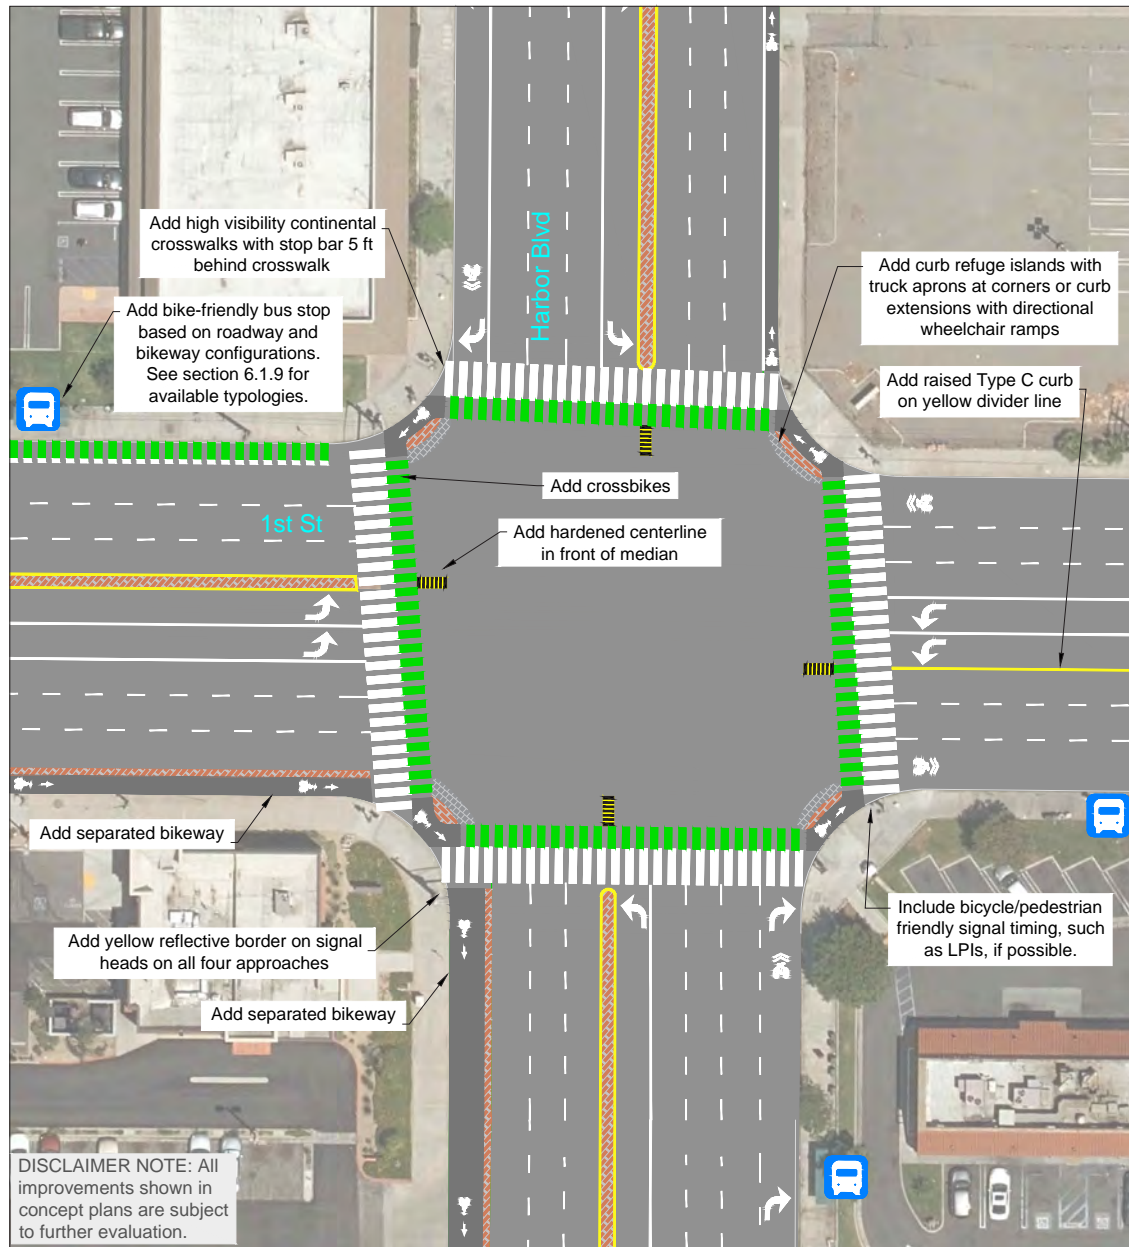 Harbor Blvd
Add high visibility continental
crosswalks with stop bar 5 ft
behind crosswalk
Add curb refuge islands with
truck aprons at corners or curb
extensions with directional
wheelchair ramps
Add bike-friendly bus stop
based on roadway and
bikeway configurations.
See section 6.1.9 for
available typologies.
Add raised Type C curb
on yellow divider line
Add crossbikes
1st St
Add hardened centerline
in front of median
Add separated bikeway
Add yellow reflective border on signal
heads on all four approaches
Include bicycle/pedestrian
friendly signal timing, such
as LPIs, if possible.
Add separated bikeway
DISCLAIMER NOTE: All
improvements shown in
concept plans are subject
to further evaluation.